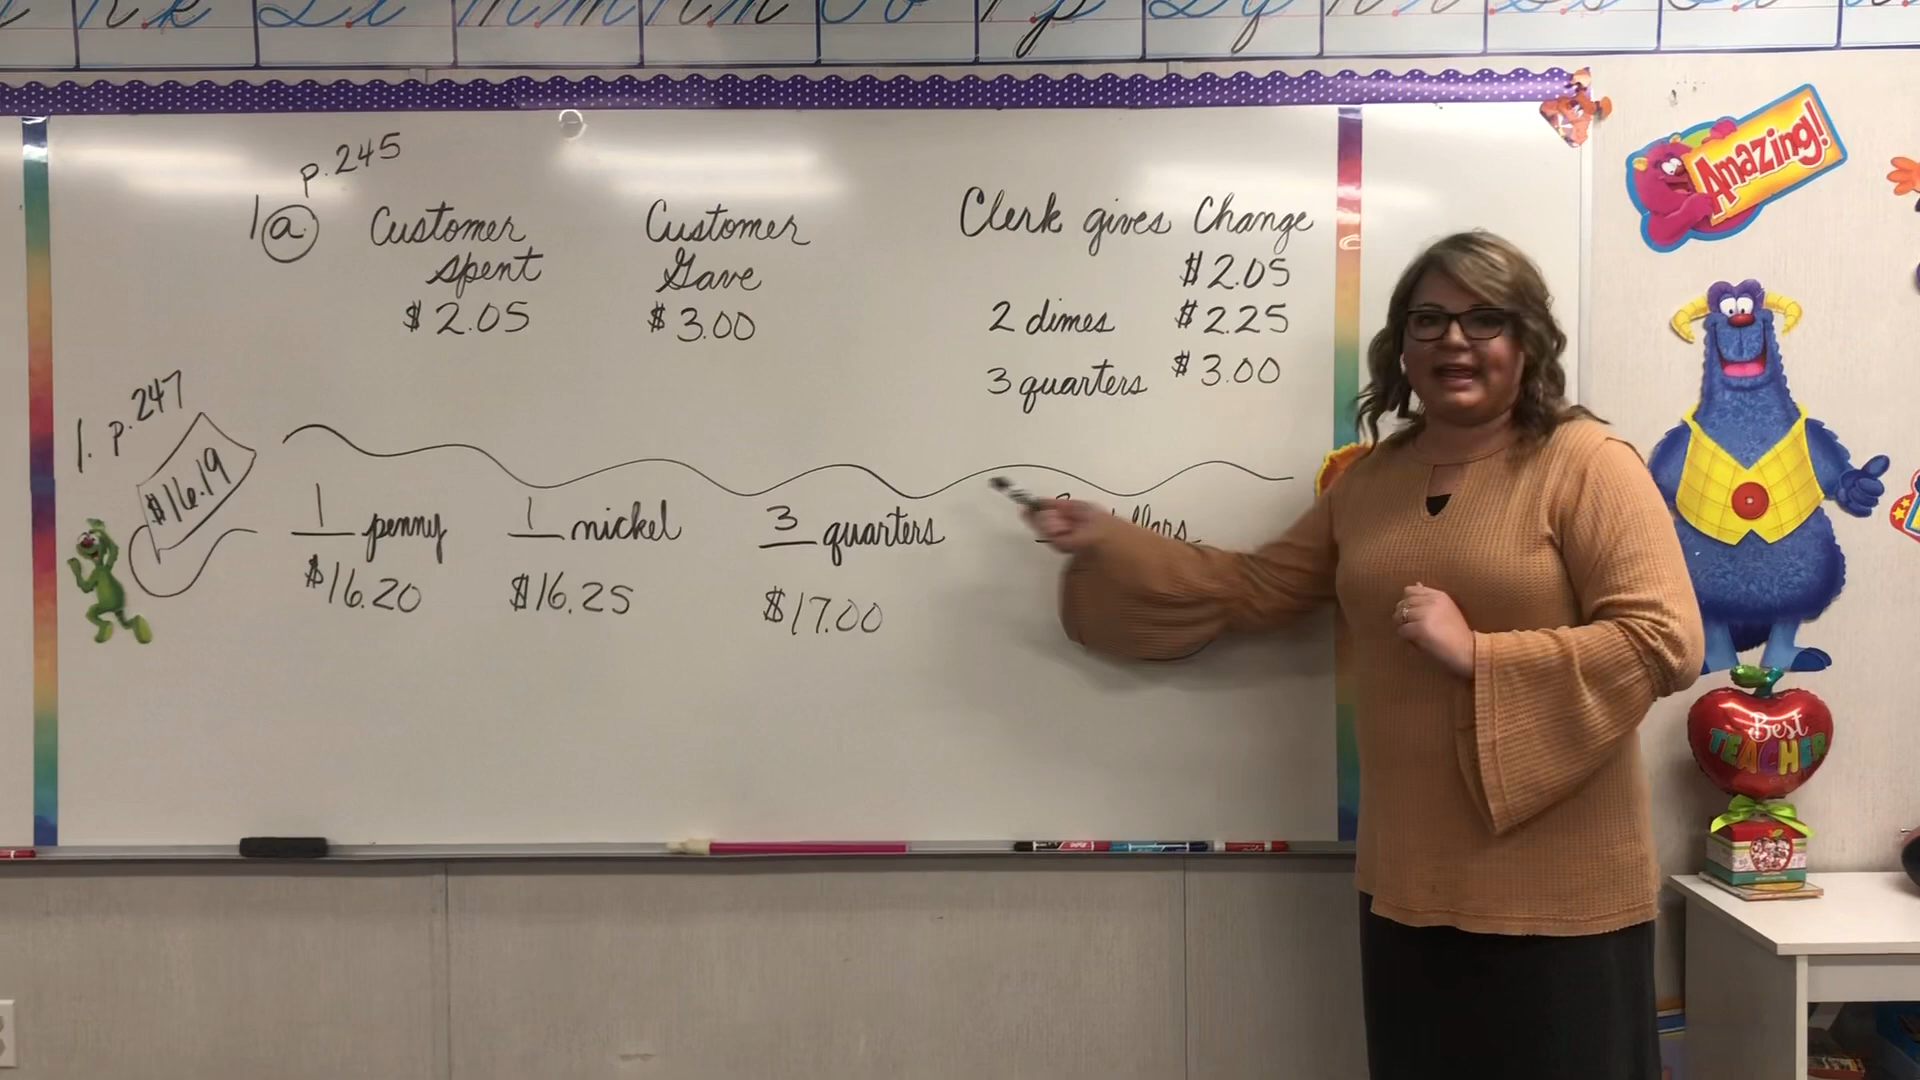 p.245
1 a.
Customer spent
$2.05
Customer Gave
$3.00
Clerk gives Change
$2.05
2 dimes $2.25
3 quarters $3.00
1. p.247
$16.19
1 penny
$16.20
1 nickel
$16.25
3 quarters
$17.00
Amazing!
Best
TEACHER